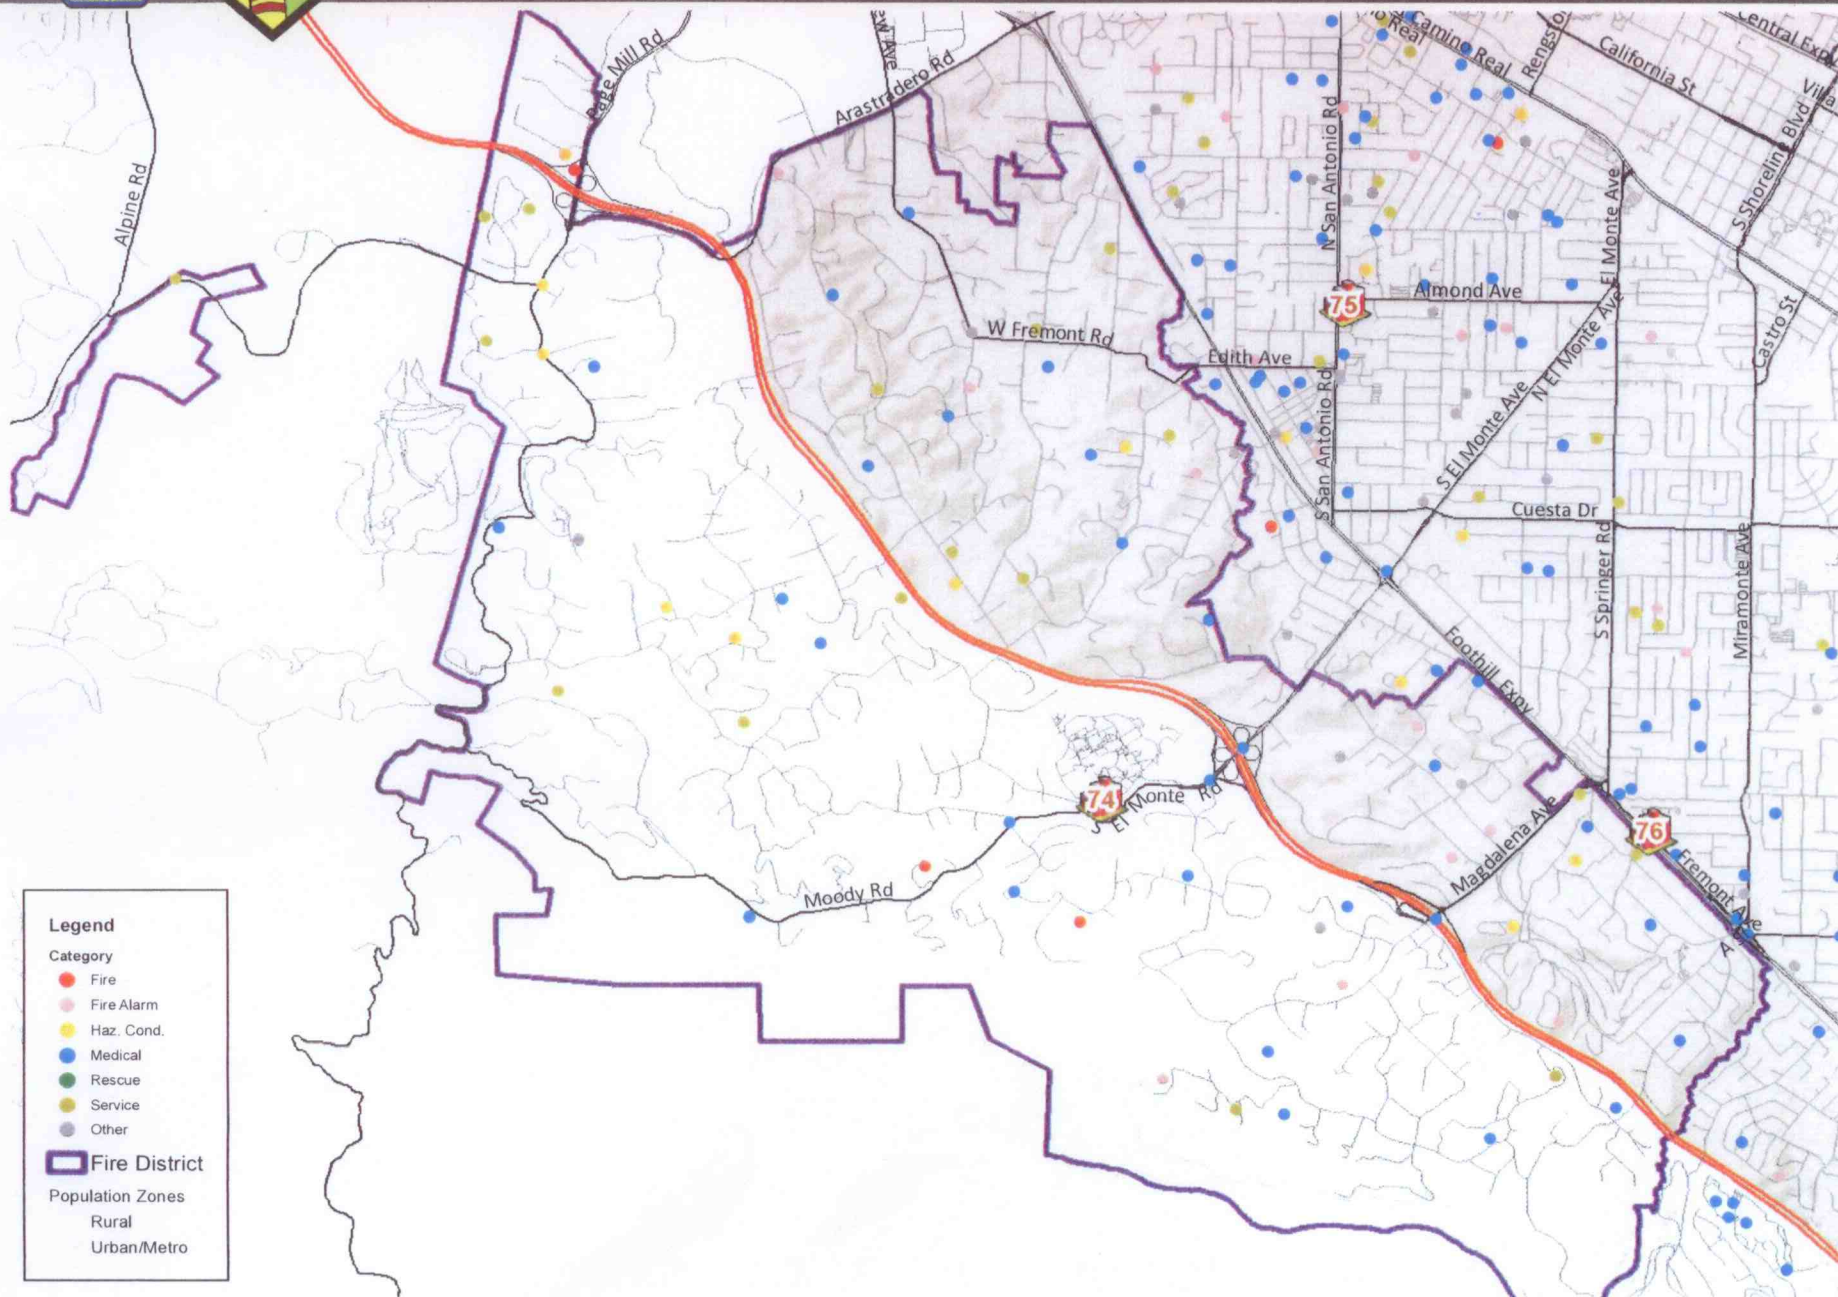 Page Mill Rd
Alpine Rd
Arastradero Rd
Camino Real
California St
S Shoreline Blvd
N San Antonio Rd
El Monte Ave
Castro St
75
Almond Ave
N El Monte Ave
W Fremont Rd
Edith Ave
S San Antonio Rd
S El Monte Ave
Cuesta Dr
S Springer Rd
Miramonte Ave
Foothill Expy
74
El Monte Rd
Magdalena Ave
76
Fremont Ave
A
Moody Rd
Legend
Category
Fire
Fire Alarm
Haz. Cond.
Medical
Rescue
Service
Other
Fire District
Population Zones
Rural
Urban/Metro